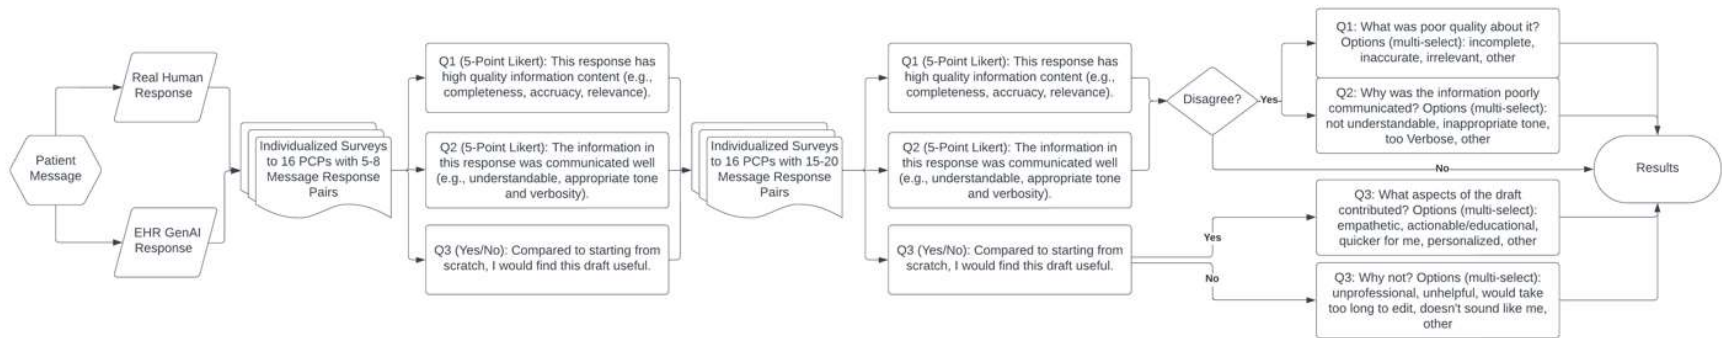 Patient
Message
Real Human
Response
EHR GenAI
Response
Individualized Surveys
to 16 PCPs with 5-8
Message Response
Pairs
Q1 (5-Point Likert): This response has
high quality information content (e.g.,
completeness, accruacy, relevance).
Q2 (5-Point Likert): The information in
this response was communicated well
(e.g., understandable, appropriate tone
and verbosity).
Q3 (Yes/No): Compared to starting from
scratch, I would find this draft useful.
Individualized Surveys
to 16 PCPs with 15-20
Message Response
Pairs
Q1 (5-Point Likert): This response has
high quality information content (e.g.,
completeness, accruacy, relevance).
Q2 (5-Point Likert): The information in
this response was communicated well
(e.g., understandable, appropriate tone
and verbosity).
Q3 (Yes/No): Compared to starting from
scratch, I would find this draft useful.
Disagree?
Yes
No
Yes
No
Q1: What was poor quality about it?
Options (multi-select): incomplete,
inaccurate, irrelevant, other
Q2: Why was the information poorly
communicated? Options (multi-select):
not understandable, inappropriate tone,
too Verbose, other
Q3: What aspects of the draft
contributed? Options (multi-select):
empathetic, actionable/educational,
quicker for me, personalized, other
Q3: Why not? Options (multi-select):
unprofessional, unhelpful, would take
too long to edit, doesn't sound like me,
other
Results